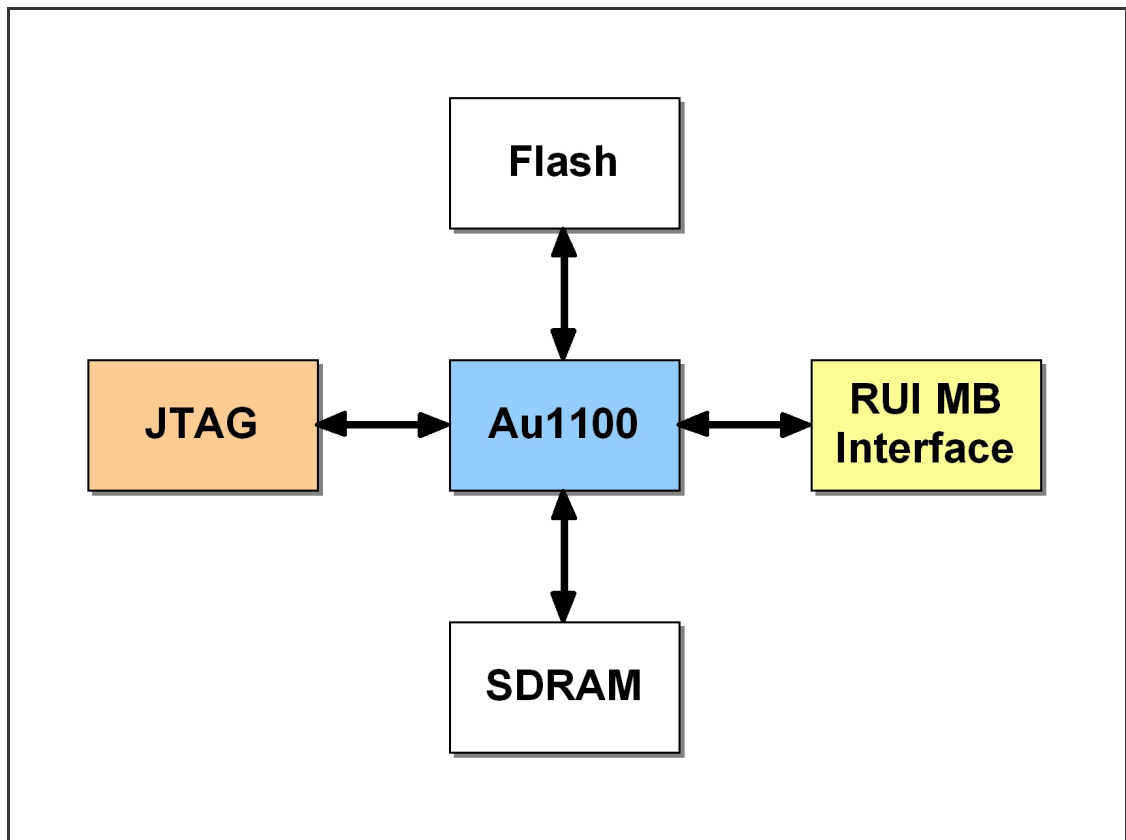 Flash
JTAG
Au1100
RUI MB
Interface
SDRAM